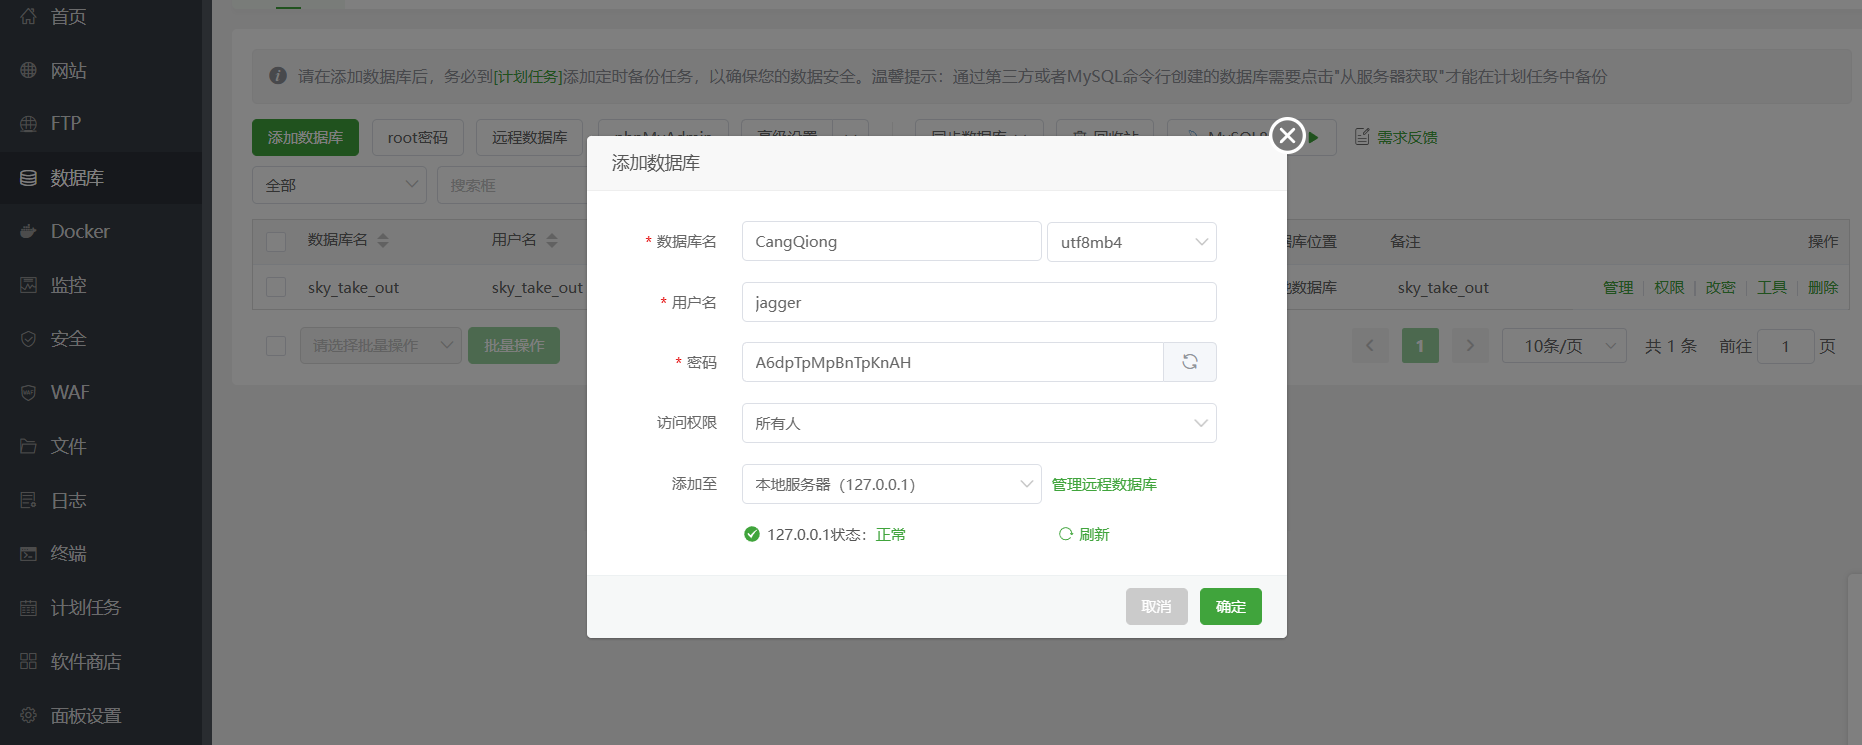 首页
网站
FTP
数据库
Docker
监控
安全
WAF
文件
日志
终端
计划任务
软件商店
面板设置
请在添加数据库后，务必到[计划任务]添加定时备份任务，以确保您的数据安全。温馨提示：通过第三方或者MySQL命令行创建的数据库需要点击"从服务器获取"才能在计划任务中备份
添加数据库 root密码 远程数据库 phpMyAdmin 高级设置 同步数据库 回收站 需求反馈
全部 搜索框
数据库名 用户名 备注 操作
sky_take_out sky_take_out sky_take_out 管理 权限 改密 工具 删除
请选择批量操作 批量操作 1 10条/页 共 1 条 前往 1 页
添加数据库
* 数据库名 CangQiong utf8mb4
* 用户名 jagger
* 密码 A6dpTpMpBnTpKnAH
访问权限 所有人
添加至 本地服务器（127.0.0.1） 管理远程数据库
127.0.0.1状态：正常 刷新
取消 确定